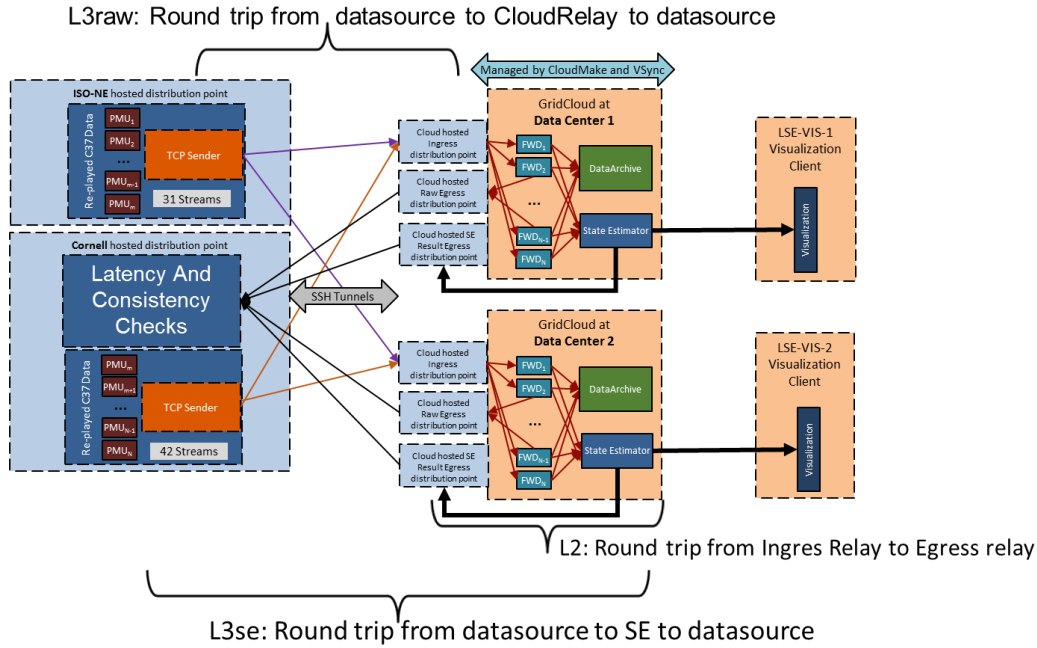 L3raw: Round trip from datasource to CloudRelay to datasource
Managed by CloudMake and VSync
ISO-NE hosted distribution point
Re-played C37 Data
PMU1
PMU2
...
PMUm-1
PMUm
TCP Sender
31 Streams
Cornell hosted distribution point
Latency And
Consistency
Checks
Re-played C37 Data
PMUm
PMUm+1
...
PMUN-1
PMUN
TCP Sender
42 Streams
SSH Tunnels
Cloud hosted
Ingress
distribution point
Cloud hosted
Raw Egress
distribution point
Cloud hosted SE
Result Egress
distribution point
GridCloud at
Data Center 1
FWD1
FWD2
...
FWDN-1
FWDN
DataArchive
State Estimator
LSE-VIS-1
Visualization
Client
Visualization
Cloud hosted
Ingress
distribution point
Cloud hosted
Raw Egress
distribution point
Cloud hosted SE
Result Egress
distribution point
GridCloud at
Data Center 2
FWD1
FWD2
...
FWDN-1
FWDN
DataArchive
State Estimator
LSE-VIS-2
Visualization
Client
Visualization
L2: Round trip from Ingres Relay to Egress relay
L3se: Round trip from datasource to SE to datasource